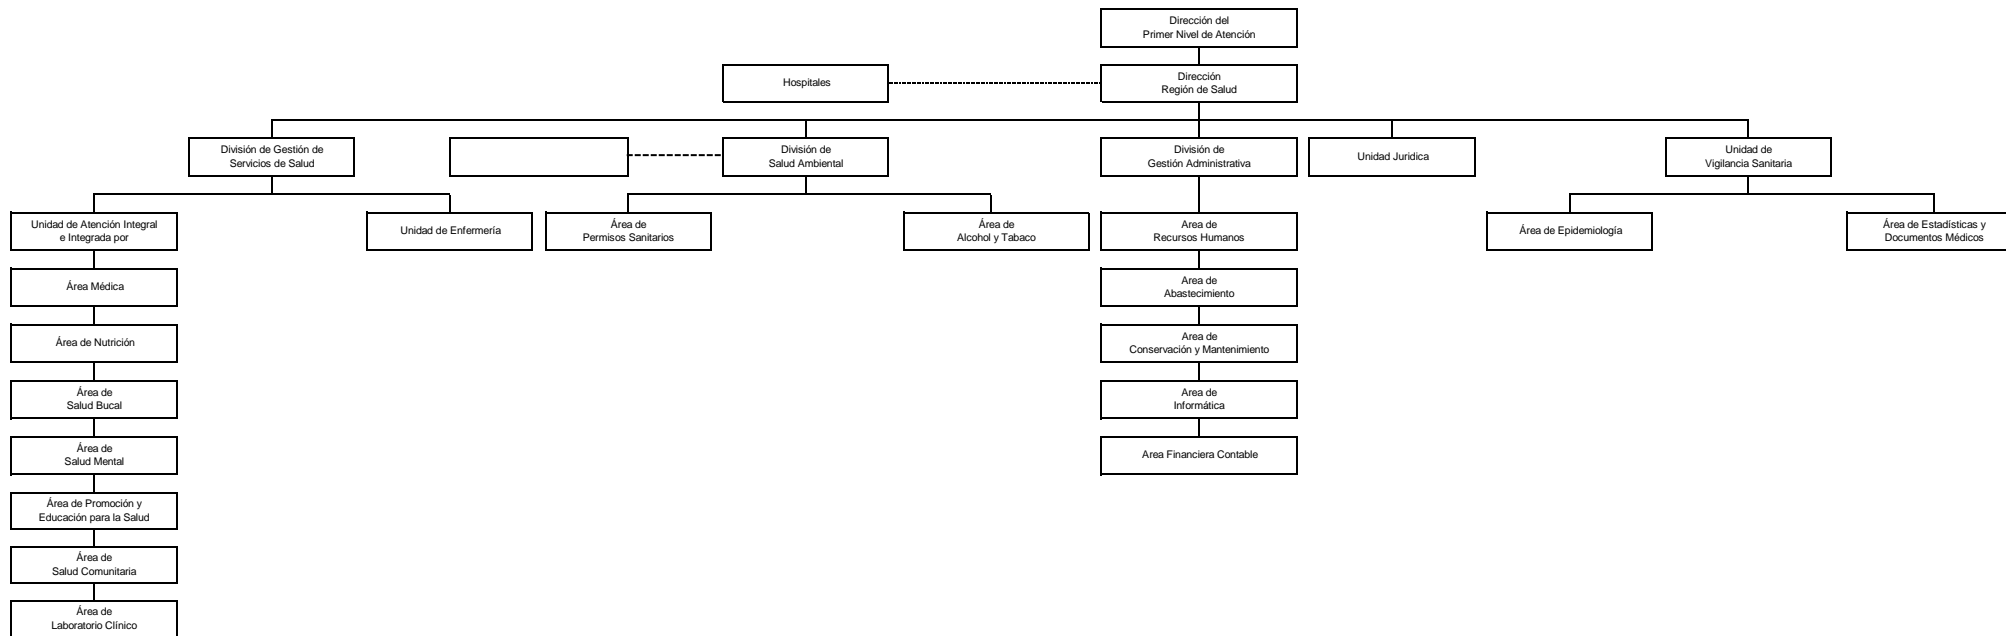 Dirección del
Primer Nivel de Atención
Hospitales
Dirección
Región de Salud
División de Gestión de
Servicios de Salud
División de
Salud Ambiental
División de
Gestión Administrativa
Unidad Juridica
Unidad de
Vigilancia Sanitaria
Unidad de Atención Integral
e Integrada por
Unidad de Enfermería
Área de
Permisos Sanitarios
Área de
Alcohol y Tabaco
Area de
Recursos Humanos
Área de Epidemiología
Área de Estadísticas y
Documentos Médicos
Área Médica
Area de
Abastecimiento
Área de Nutrición
Area de
Conservación y Mantenimiento
Área de
Salud Bucal
Area de
Informática
Área de
Salud Mental
Area Financiera Contable
Área de Promoción y
Educación para la Salud
Área de
Salud Comunitaria
Área de
Laboratorio Clínico